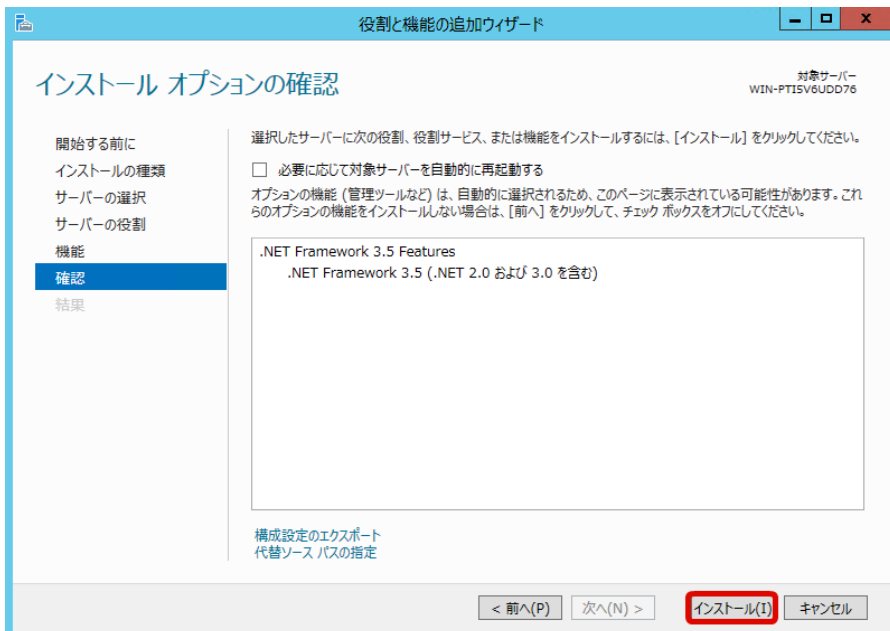 役割と機能の追加ウィザード
インストール オプションの確認
対象サーバー
WIN-PTISV6UDD76
開始する前に
インストールの種類
サーバーの選択
サーバーの役割
機能
確認
結果
選択したサーバーに次の役割、役割サービス、または機能をインストールするには、[インストール] をクリックしてください。
必要に応じて対象サーバーを自動的に再起動する
オプションの機能 (管理ツールなど) は、自動的に選択されるため、このページに表示されている可能性があります。これ
らのオプションの機能をインストールしない場合は、[前へ] をクリックして、チェック ボックスをオフにしてください。
.NET Framework 3.5 Features
.NET Framework 3.5 (.NET 2.0 および 3.0 を含む)
構成設定のエクスポート
代替ソース パスの指定
< 前へ(P) 次へ(N) > インストール(I) キャンセル